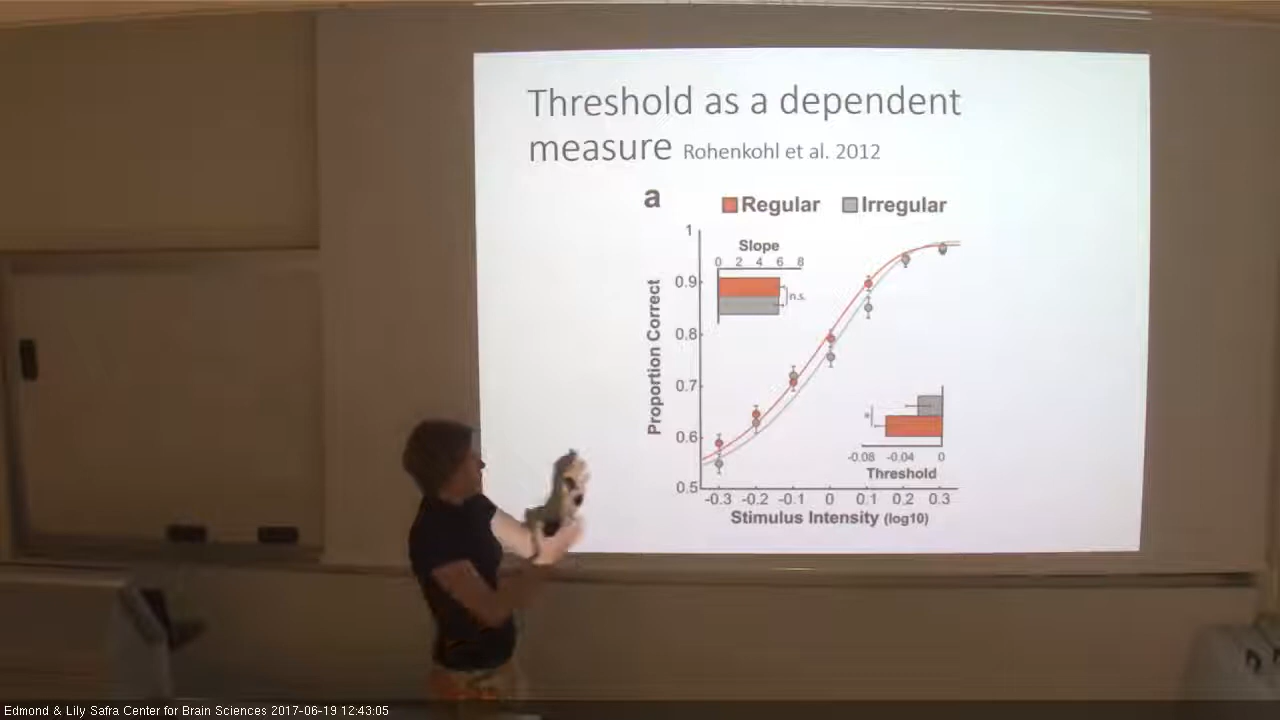 Threshold as a dependent
measure Rohenkohl et al. 2012
a
Regular Irregular
1
Slope
0 2 4 6 8
n.s.
0.9
0.8
0.7
0.6
0.5
Proportion Correct
*
-0.08 -0.04 0
Threshold
-0.3 -0.2 -0.1 0 0.1 0.2 0.3
Stimulus Intensity (log10)
Edmond & Lily Safra Center for Brain Sciences 2017-06-19 12:43:05